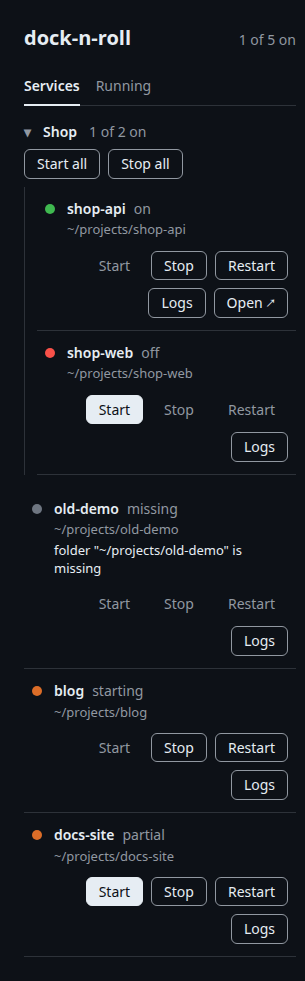 dock-n-roll 1 of 5 on
Services Running
▼ Shop 1 of 2 on
Start all Stop all
shop-api on
~/projects/shop-api
Start Stop Restart
Logs Open ↗
shop-web off
~/projects/shop-web
Start Stop Restart
Logs
old-demo missing
~/projects/old-demo
folder "~/projects/old-demo" is
missing
Start Stop Restart
Logs
blog starting
~/projects/blog
Start Stop Restart
Logs
docs-site partial
~/projects/docs-site
Start Stop Restart
Logs